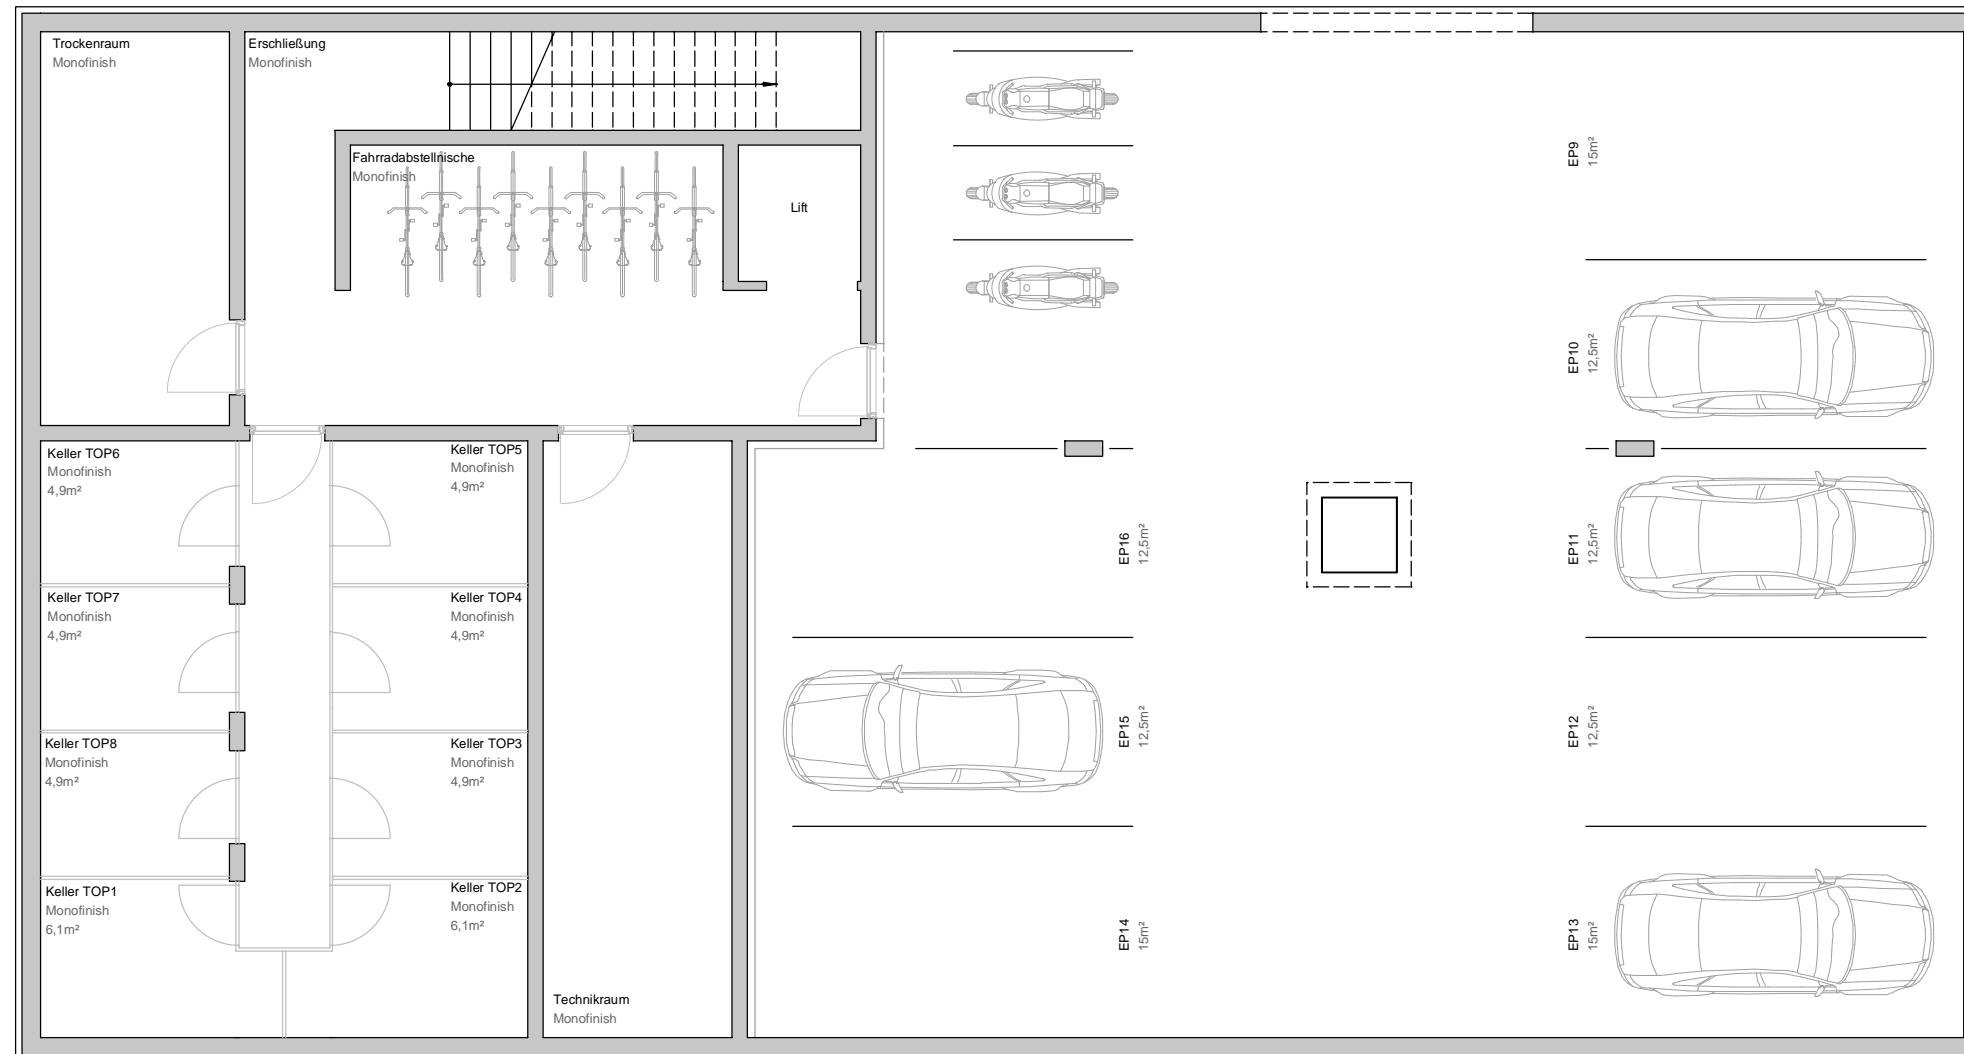 Trockenraum
Monofinish
Erschließung
Monofinish
Fahrradabstellnische
Monofinish
Lift
EP9
15m²
EP10
12,5m²
Keller TOP6
Monofinish
4,9m²
Keller TOP5
Monofinish
4,9m²
EP16
12,5m²
EP11
12,5m²
Keller TOP7
Monofinish
4,9m²
Keller TOP4
Monofinish
4,9m²
Keller TOP8
Monofinish
4,9m²
Keller TOP3
Monofinish
4,9m²
EP15
12,5m²
EP12
12,5m²
Keller TOP1
Monofinish
6,1m²
Keller TOP2
Monofinish
6,1m²
EP14
15m²
EP13
15m²
Technikraum
Monofinish